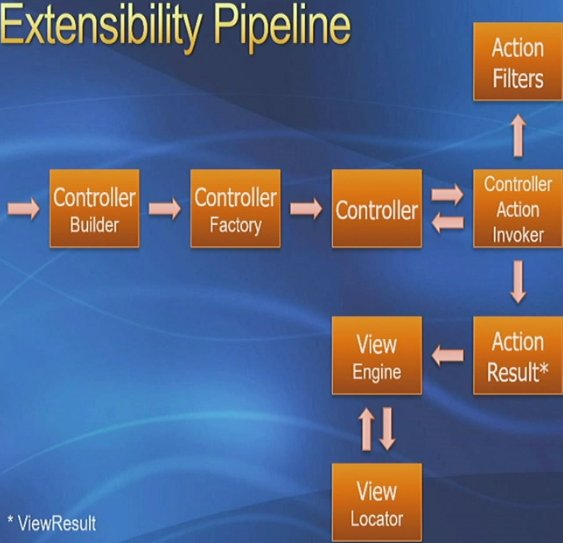 Extensibility Pipeline
Action
Filters
Controller
Builder
Controller
Factory
Controller
Controller
Action
Invoker
View
Engine
Action
Result*
View
Locator
* ViewResult